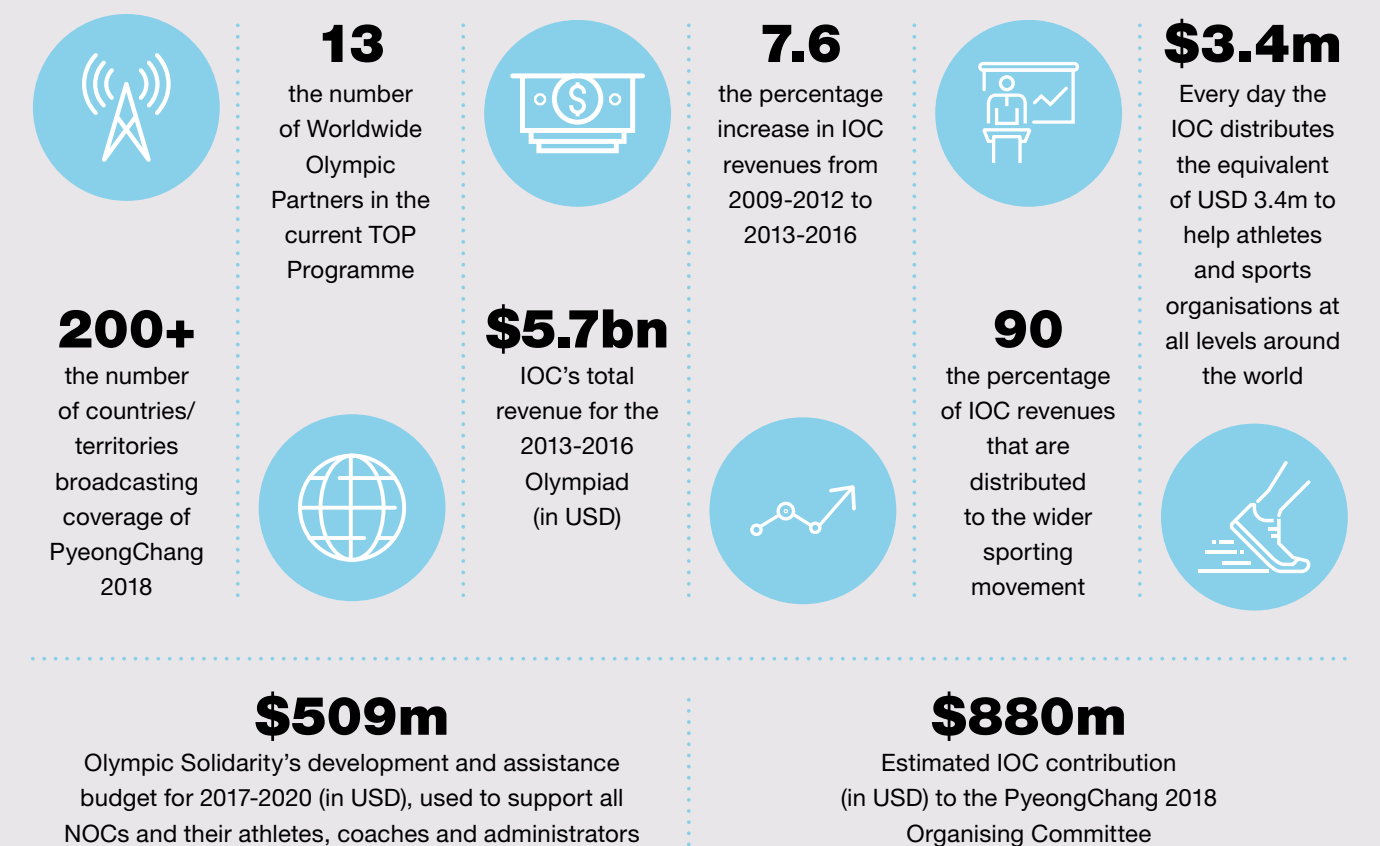 200+
the number
of countries/
territories
broadcasting
coverage of
PyeongChang
2018
13
the number
of Worldwide
Olympic
Partners in the
current TOP
Programme
$
$5.7bn
IOC's total
revenue for the
2013-2016
Olympiad
(in USD)
7.6
the percentage
increase in IOC
revenues from
2009-2012 to
2013-2016
90
the percentage
of IOC revenues
that are
distributed
to the wider
sporting
movement
$3.4m
Every day the
IOC distributes
the equivalent
of USD 3.4m to
help athletes
and sports
organisations at
all levels around
the world
$509m
Olympic Solidarity's development and assistance
budget for 2017-2020 (in USD), used to support all
NOCs and their athletes, coaches and administrators
$880m
Estimated IOC contribution
(in USD) to the PyeongChang 2018
Organising Committee